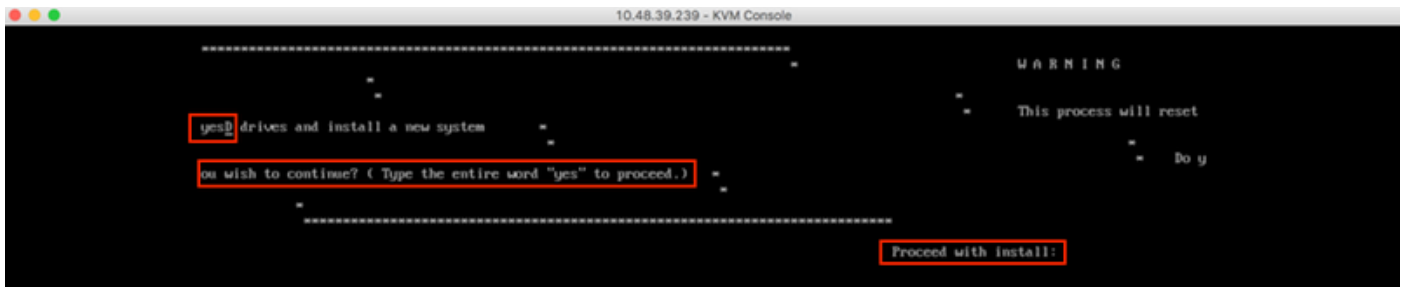 10.48.39.239 - KVM Console
=
W A R N I N G
=
=
=
= This process will reset
yesD drives and install a new system =
=
=
= Do y
ou wish to continue? ( Type the entire word "yes" to proceed.) =
=
=
Proceed with install: